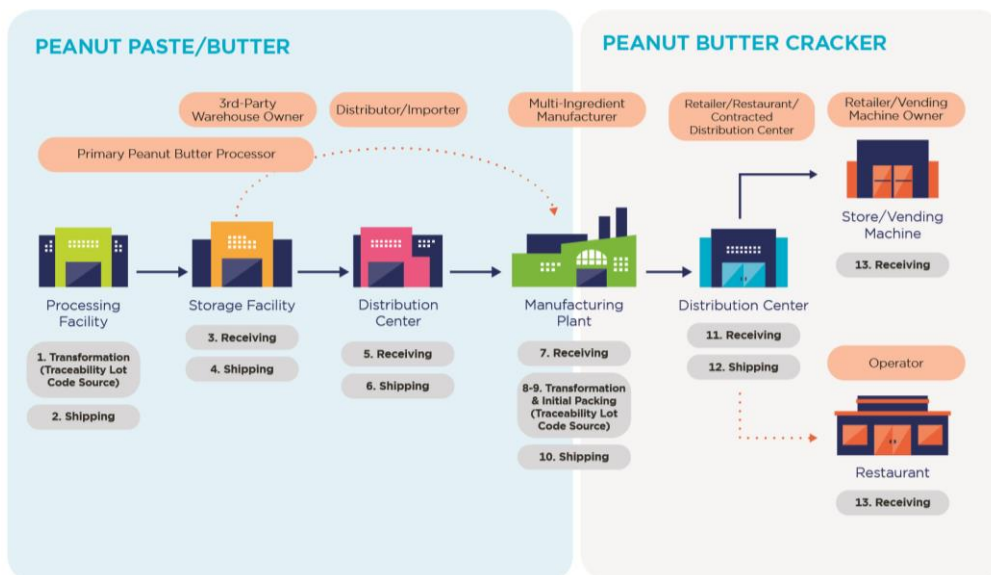 PEANUT PASTE/BUTTER
PEANUT BUTTER CRACKER
3rd-Party
Warehouse Owner
Distributor/Importer
Multi-Ingredient
Manufacturer
Retailer/Restaurant/
Contracted
Distribution Center
Retailer/Vending
Machine Owner
Primary Peanut Butter Processor
Store/Vending
Machine
13. Receiving
Processing
Facility
1. Transformation
(Traceability Lot
Code Source)
2. Shipping
Storage Facility
3. Receiving
4. Shipping
Distribution
Center
5. Receiving
6. Shipping
Manufacturing
Plant
7. Receiving
8-9. Transformation
& Initial Packing
(Traceability Lot
Code Source)
10. Shipping
Distribution Center
11. Receiving
12. Shipping
Operator
Restaurant
13. Receiving